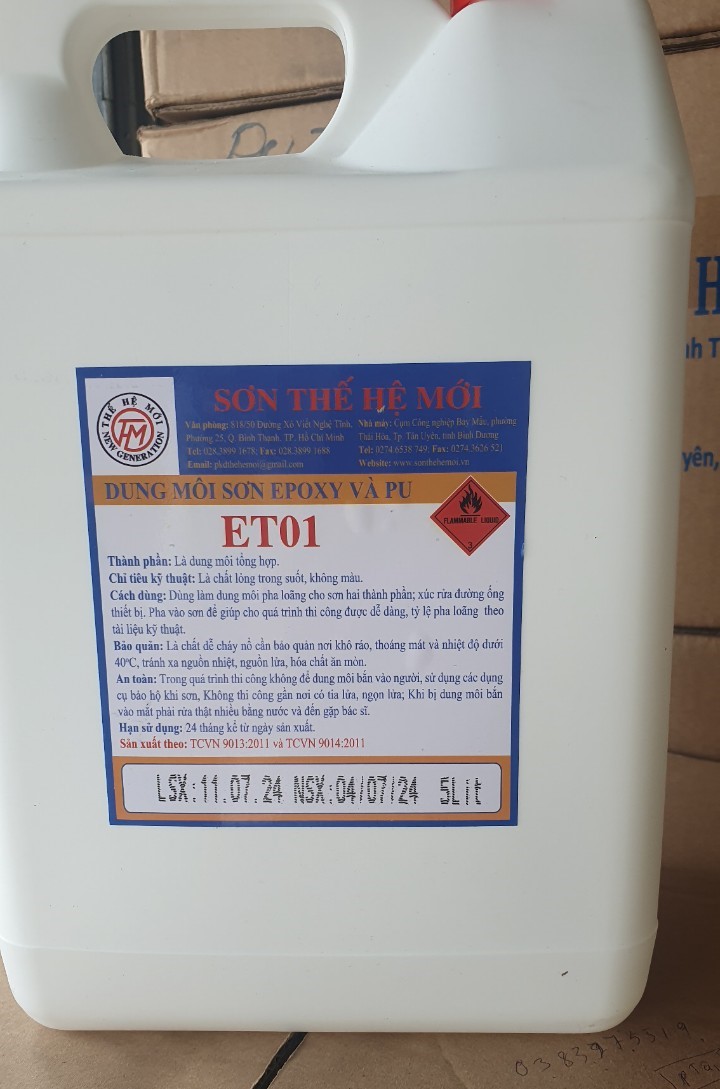 THẾ HỆ MỚI
THM
NEW GENERATION
SƠN THẾ HỆ MỚI
Văn phòng: 818/50 Đường Xô Viết Nghệ Tĩnh,
Phường 25, Q. Bình Thạnh, TP. Hồ Chí Minh
Tel: 028.3899 1678; Fax: 028.3899 1688
Email: pkdthehemoi@gmail.com
Nhà máy: Cụm Công nghiệp Bảy Mẫu, phường
Thái Hòa, Tp. Tân Uyên, tỉnh Bình Dương
Tel: 0274.6538 749; Fax: 0274.3626 521
Website: www.sonthehemoi.vn
DUNG MÔI SƠN EPOXY VÀ PU
ET01
FLAMMABLE LIQUID
3
Thành phần: Là dung môi tổng hợp.
Chỉ tiêu kỹ thuật: Là chất lỏng trong suốt, không màu.
Cách dùng: Dùng làm dung môi pha loãng cho sơn hai thành phần; xúc rửa đường ống
thiết bị. Pha vào sơn để giúp cho quá trình thi công được dễ dàng, tỷ lệ pha loãng theo
tài liệu kỹ thuật.
Bảo quản: Là chất dễ cháy nổ cần bảo quản nơi khô ráo, thoáng mát và nhiệt độ dưới
40°C, tránh xa nguồn nhiệt, nguồn lửa, hóa chất ăn mòn.
An toàn: Trong quá trình thi công không để dung môi bắn vào người, sử dụng các dụng
cụ bảo hộ khi sơn, Không thi công gần nơi có tia lửa, ngọn lửa; Khi bị dung môi bắn
vào mắt phải rửa thật nhiều bằng nước và đến gặp bác sĩ.
Hạn sử dụng: 24 tháng kể từ ngày sản xuất.
Sản xuất theo: TCVN 9013:2011 và TCVN 9014:2011
LSX:11.07.24 NSX:04/07/24 5Lit
H
nh T
yên,
0383975319